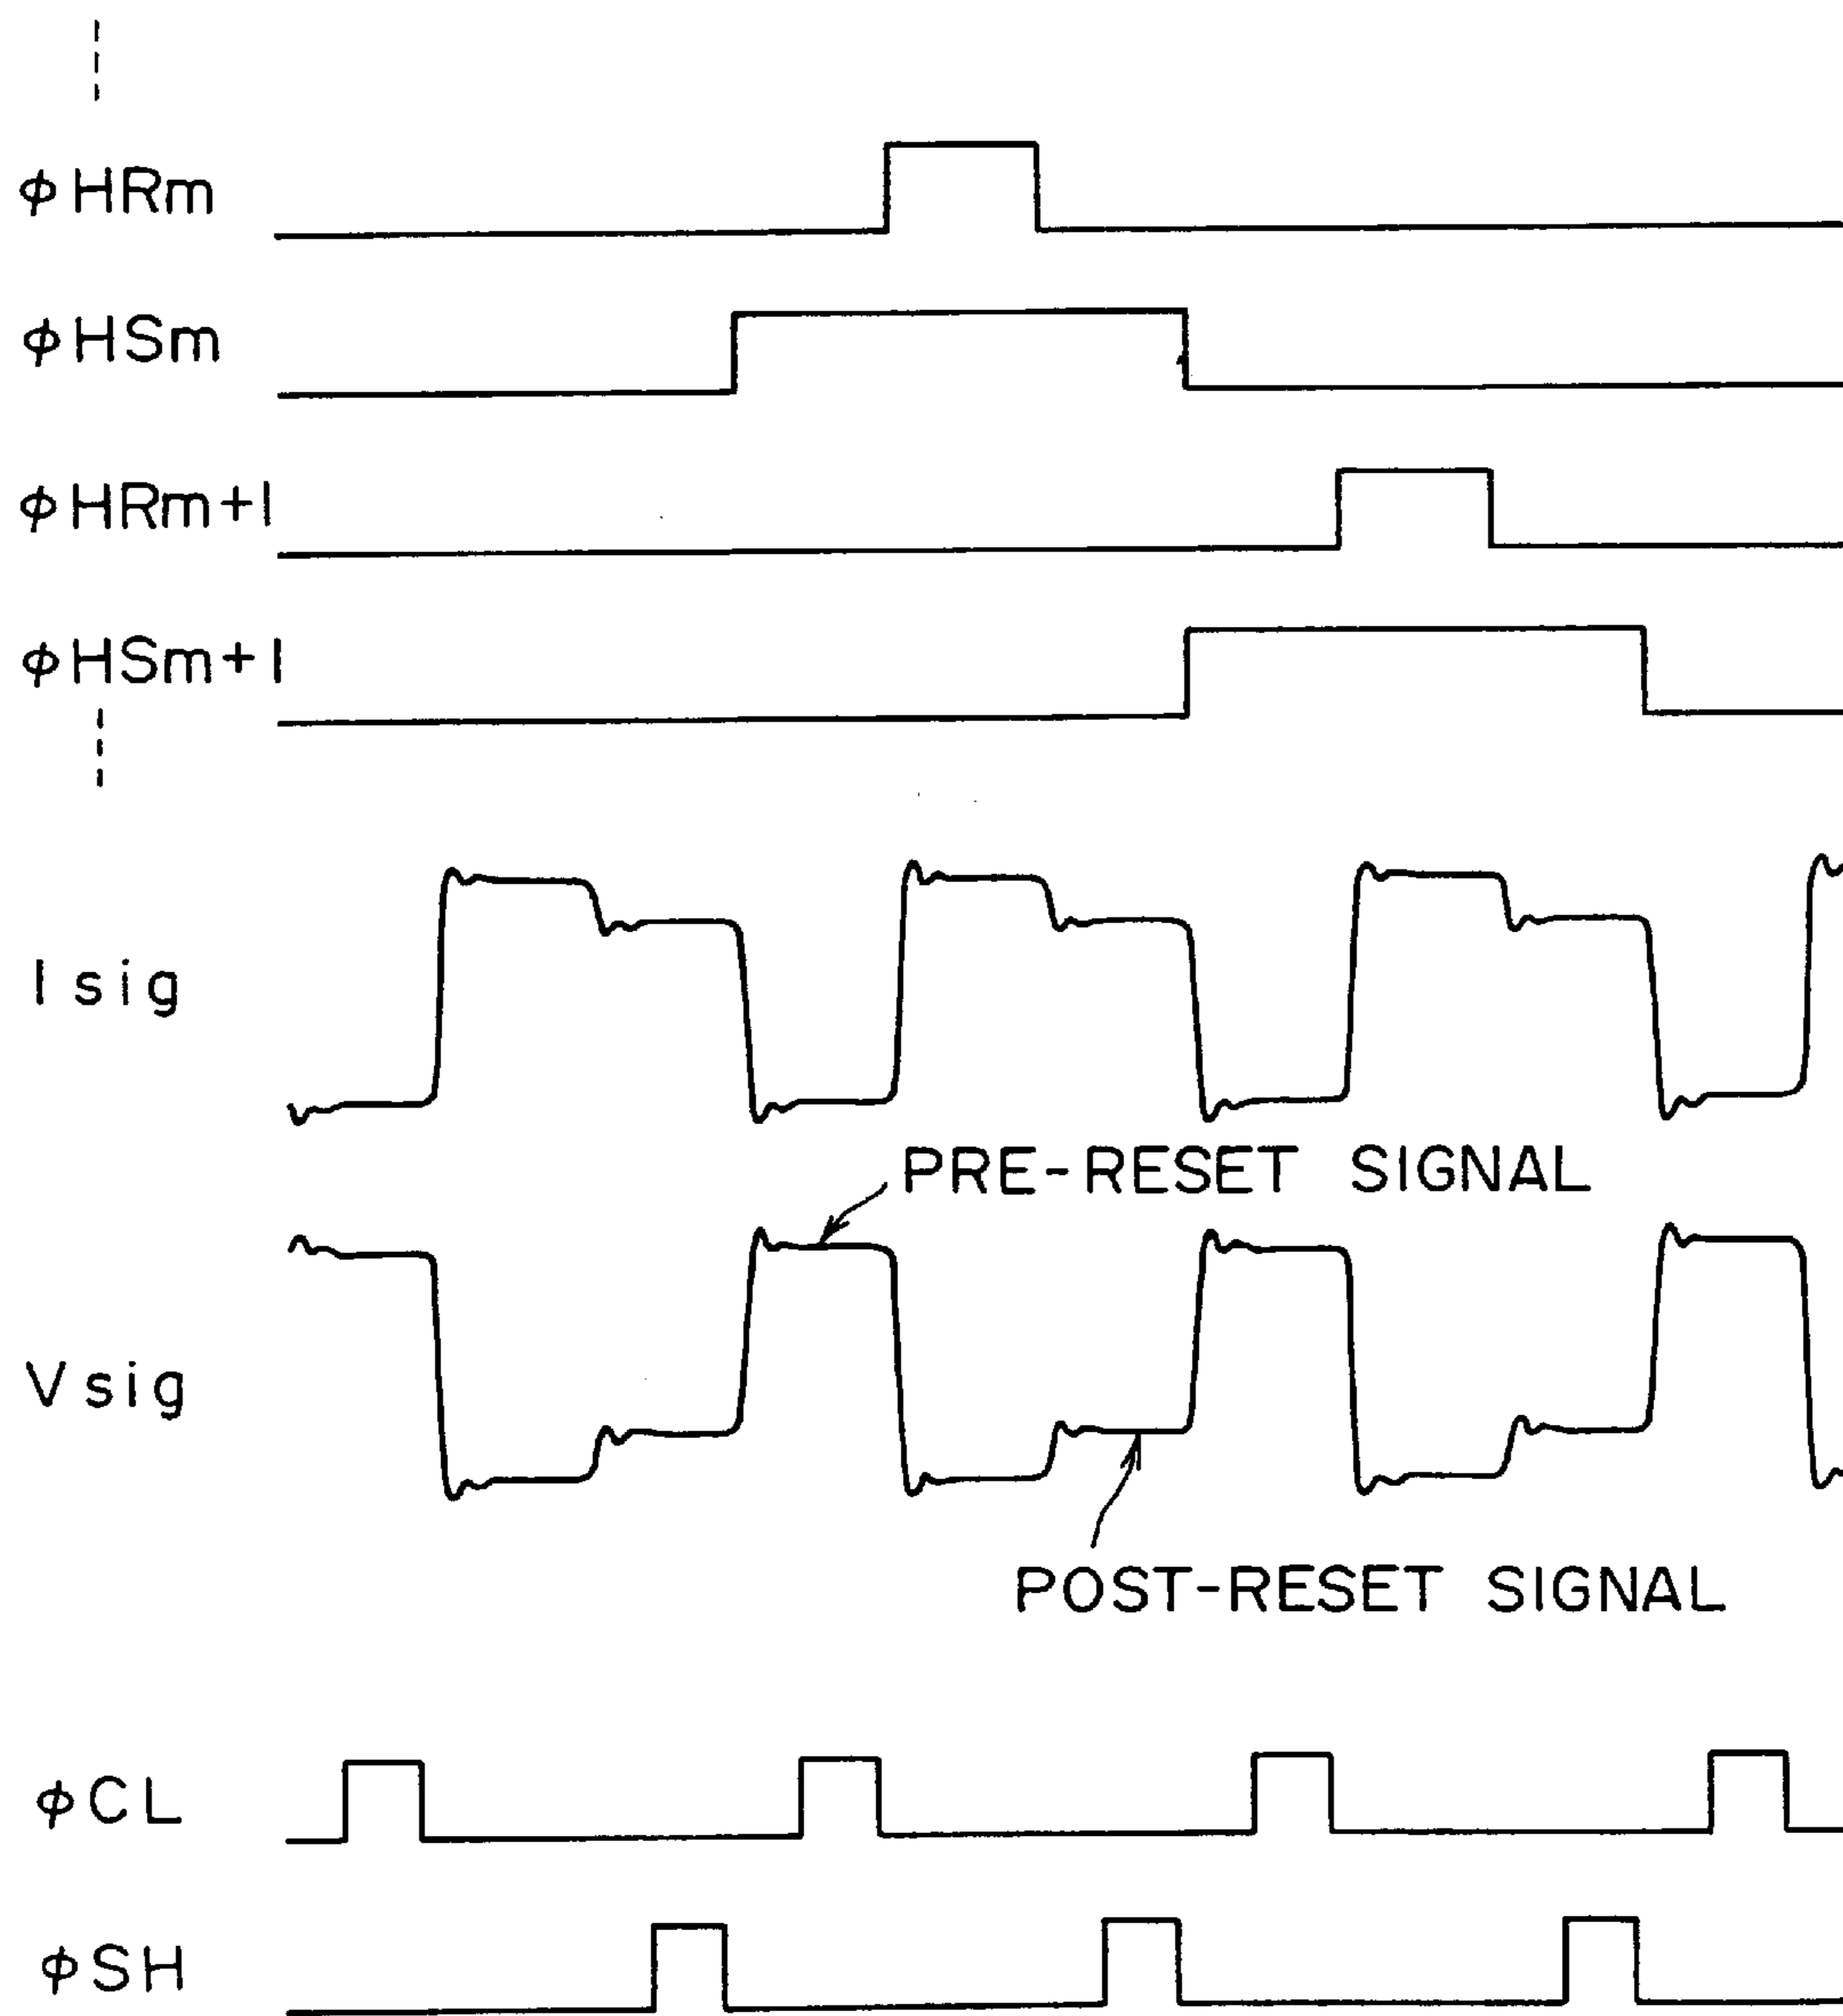 φHRm
φHSm
φHRm+1
φHSm+1
Isig
PRE-RESET SIGNAL
Vsig
POST-RESET SIGNAL
φCL
φSH